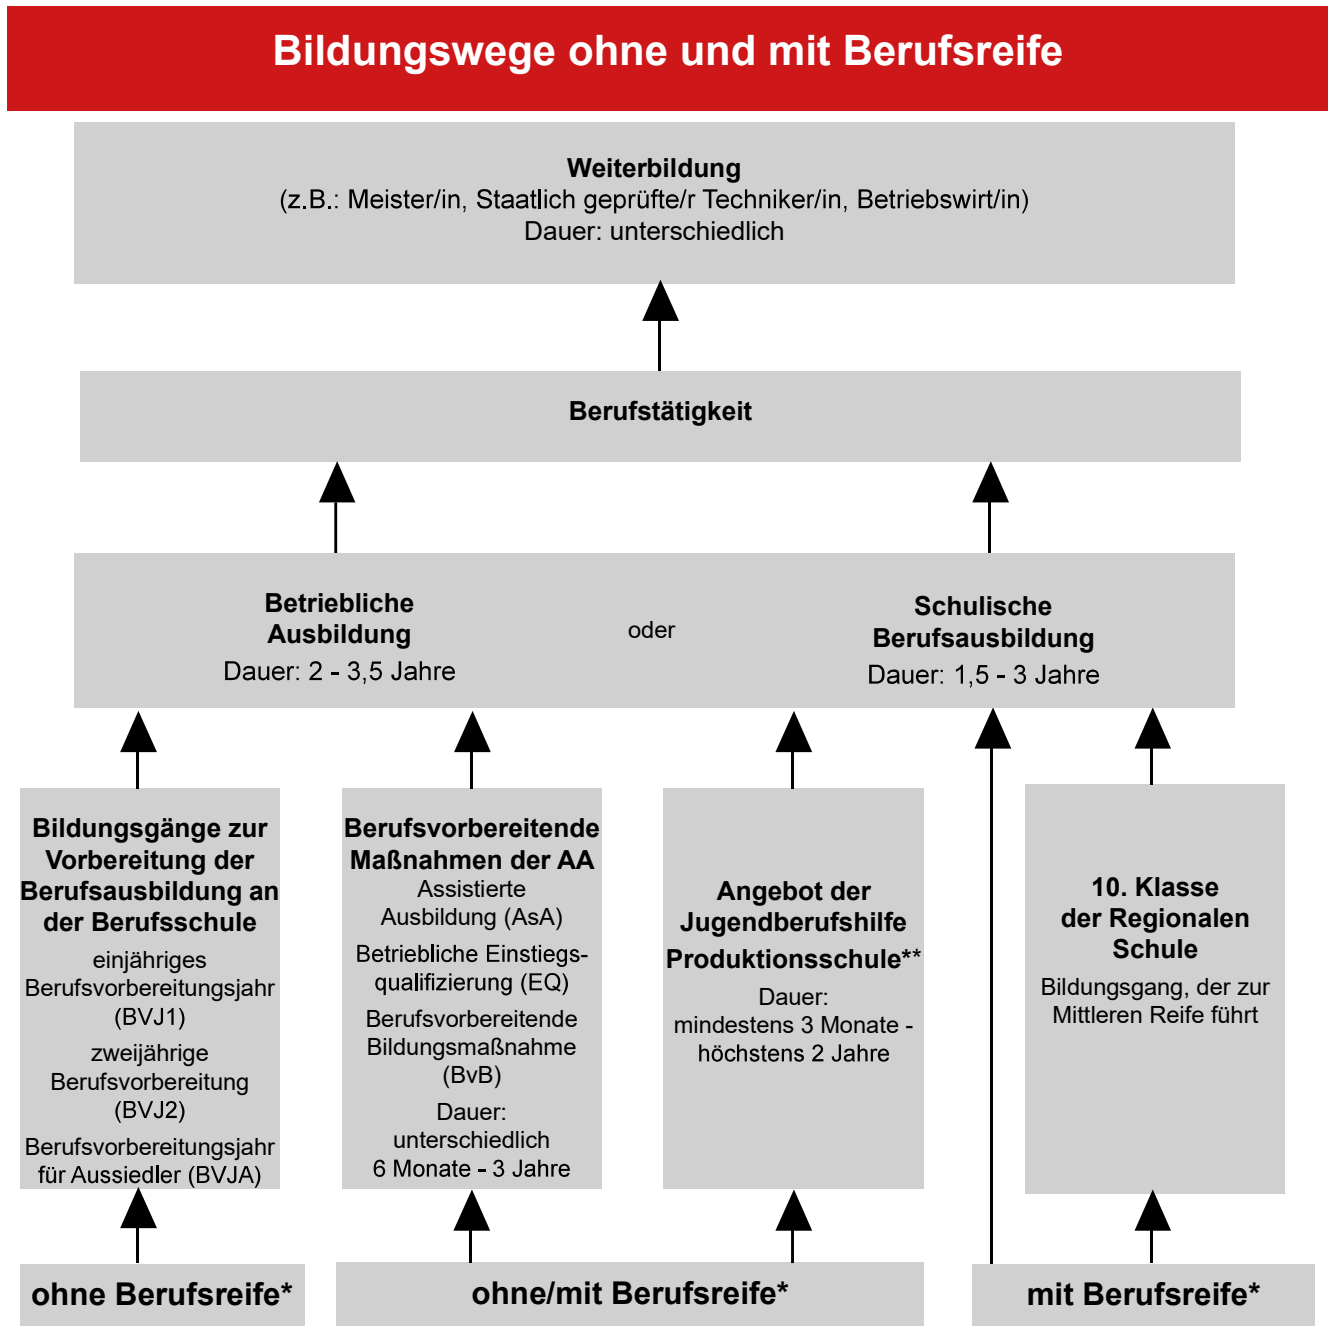 Bildungswege ohne und mit Berufsreife
Weiterbildung
(z.B.: Meister/in, Staatlich geprüfte/r Techniker/in, Betriebswirt/in)
Dauer: unterschiedlich
Berufstätigkeit
Betriebliche
Ausbildung
Dauer: 2 - 3,5 Jahre
oder
Schulische
Berufsausbildung
Dauer: 1,5 - 3 Jahre
Bildungsgänge zur
Vorbereitung der
Berufsausbildung an
der Berufsschule
einjähriges
Berufsvorbereitungsjahr
(BVJ1)
zweijährige
Berufsvorbereitung
(BVJ2)
Berufsvorbereitungsjahr
für Aussiedler (BVJA)
Berufsvorbereitende
Maßnahmen der AA
Assistierte
Ausbildung (AsA)
Betriebliche Einstiegs-
qualifizierung (EQ)
Berufsvorbereitende
Bildungsmaßnahme
(BvB)
Dauer:
unterschiedlich
6 Monate - 3 Jahre
Angebot der
Jugendberufshilfe
Produktionsschule**
Dauer:
mindestens 3 Monate -
höchstens 2 Jahre
10. Klasse
der Regionalen
Schule
Bildungsgang, der zur
Mittleren Reife führt
ohne Berufsreife*
ohne/mit Berufsreife*
mit Berufsreife*